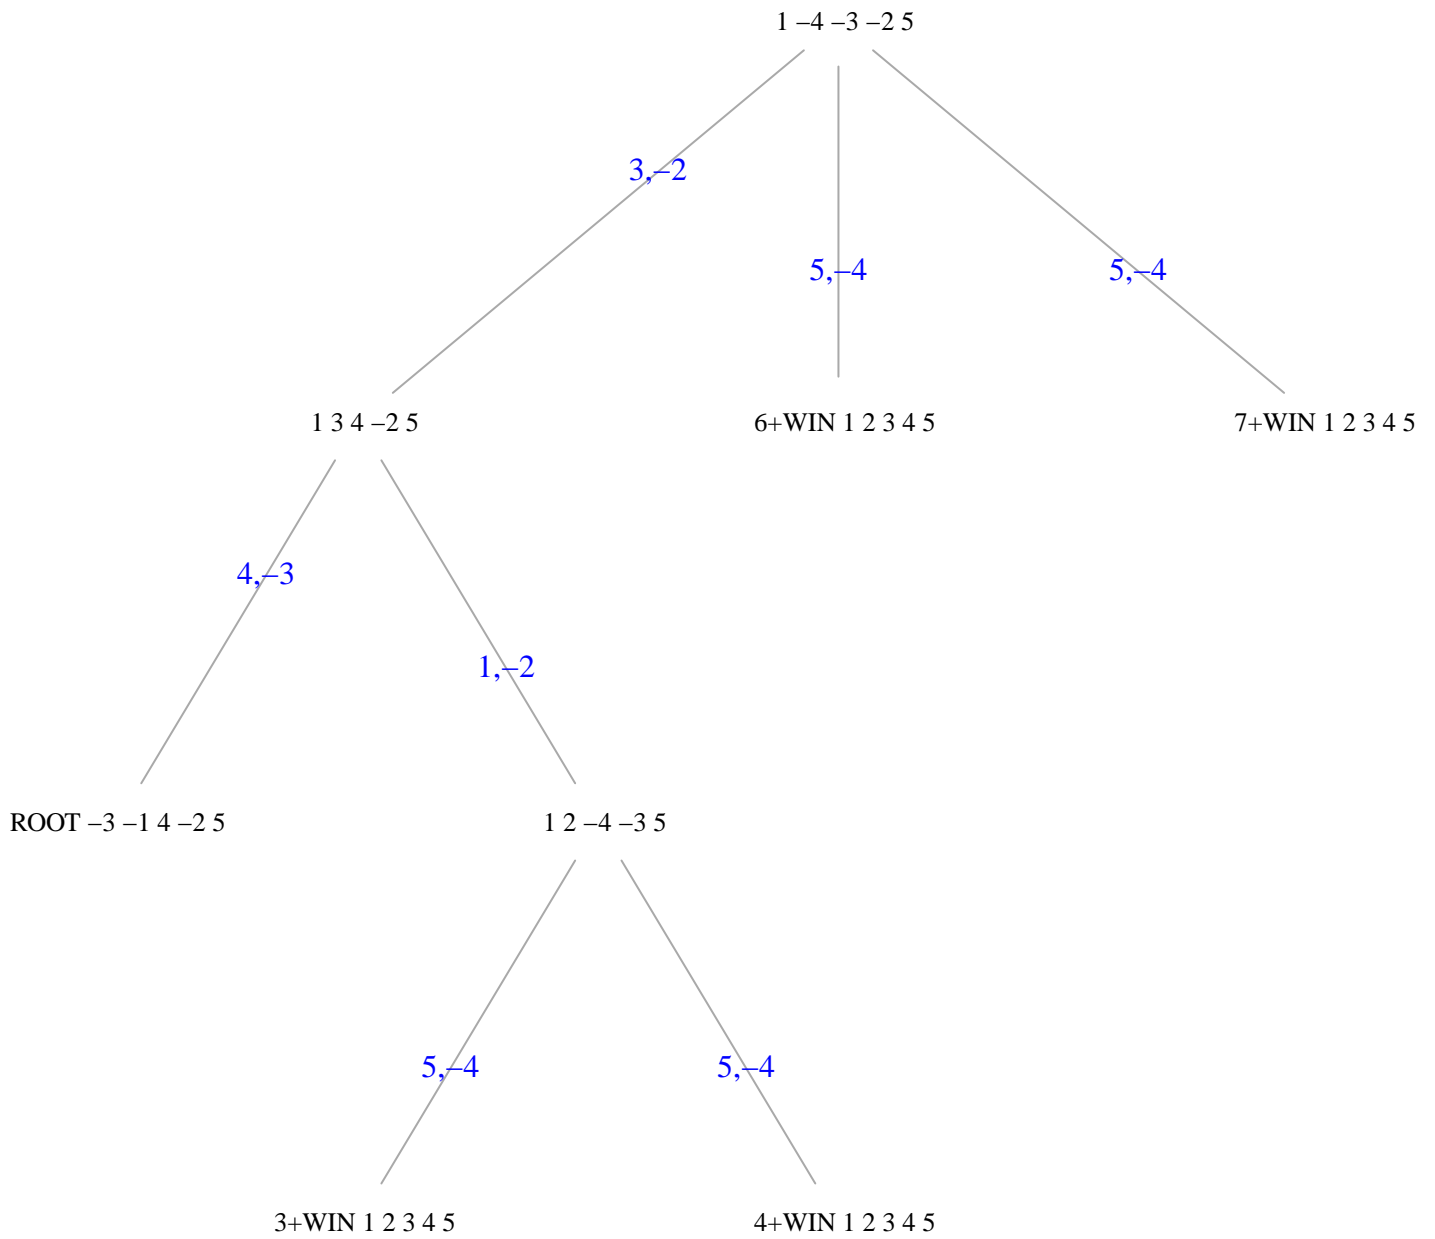 1 –4 –3 –2 5
3,–2
5,–4
5,–4
1 3 4 –2 5
6+WIN 1 2 3 4 5
7+WIN 1 2 3 4 5
4,–3
1,–2
ROOT –3 –1 4 –2 5
1 2 –4 –3 5
5,–4
5,–4
3+WIN 1 2 3 4 5
4+WIN 1 2 3 4 5